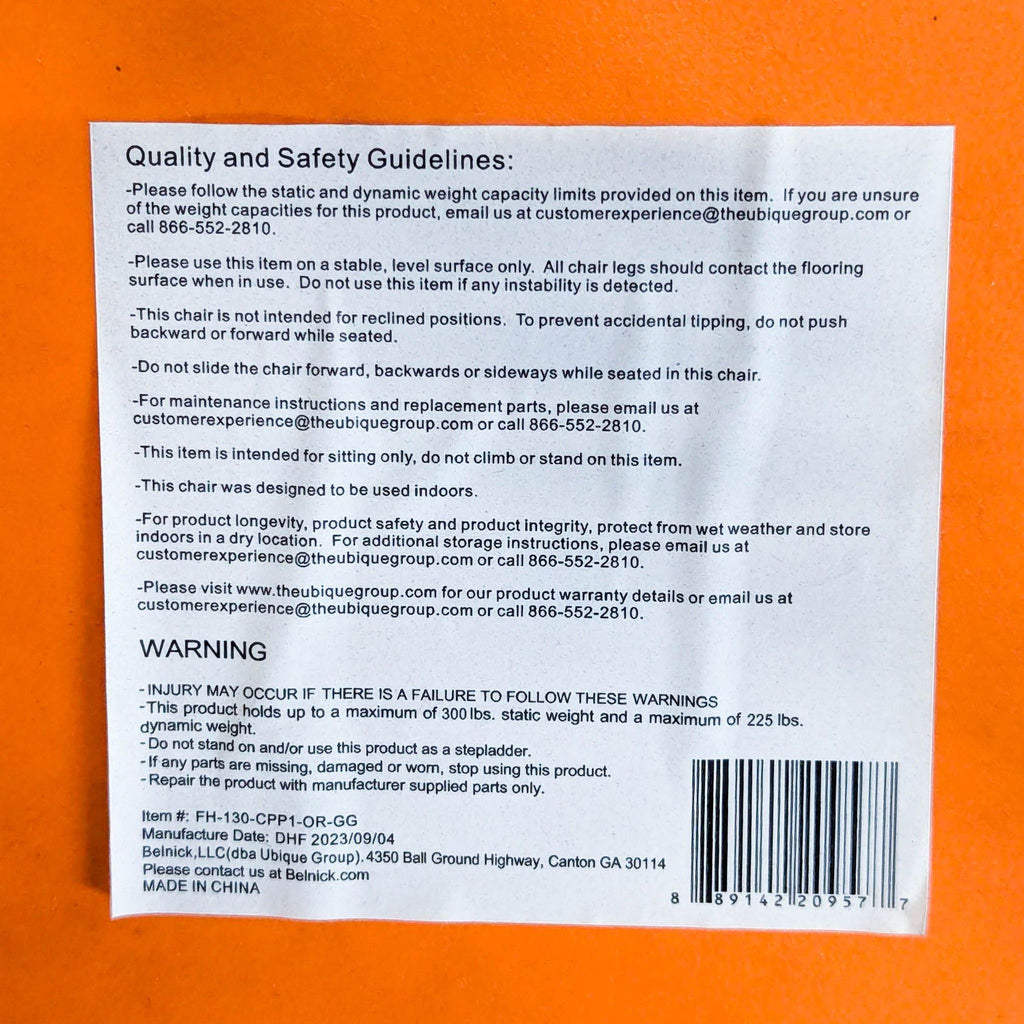 Quality and Safety Guidelines:
-Please follow the static and dynamic weight capacity limits provided on this item.  If you are unsure
of the weight capacities for this product, email us at customerexperience@theubiquegroup.com or
call 866-552-2810.
-Please use this item on a stable, level surface only.  All chair legs should contact the flooring
surface when in use.  Do not use this item if any instability is detected.
-This chair is not intended for reclined positions.  To prevent accidental tipping, do not push
backward or forward while seated.
-Do not slide the chair forward, backwards or sideways while seated in this chair.
-For maintenance instructions and replacement parts, please email us at
customerexperience@theubiquegroup.com or call 866-552-2810.
-This item is intended for sitting only, do not climb or stand on this item.
-This chair was designed to be used indoors.
-For product longevity, product safety and product integrity, protect from wet weather and store
indoors in a dry location.  For additional storage instructions, please email us at
customerexperience@theubiquegroup.com or call 866-552-2810.
-Please visit www.theubiquegroup.com for our product warranty details or email us at
customerexperience@theubiquegroup.com or call 866-552-2810.
WARNING
-INJURY MAY OCCUR IF THERE IS A FAILURE TO FOLLOW THESE WARNINGS
-This product holds up to a maximum of 300 lbs. static weight and a maximum of 225 lbs.
dynamic weight.
-Do not stand on and/or use this product as a stepladder.
-If any parts are missing, damaged or worn, stop using this product.
-Repair the product with manufacturer supplied parts only.
Item #: FH-130-CPP1-OR-GG
Manufacture Date: DHF 2023/09/04
Belnick,LLC(dba Ubique Group). 4350 Ball Ground Highway, Canton GA 30114
Please contact us at Belnick.com
MADE IN CHINA
8 89142 20957 7